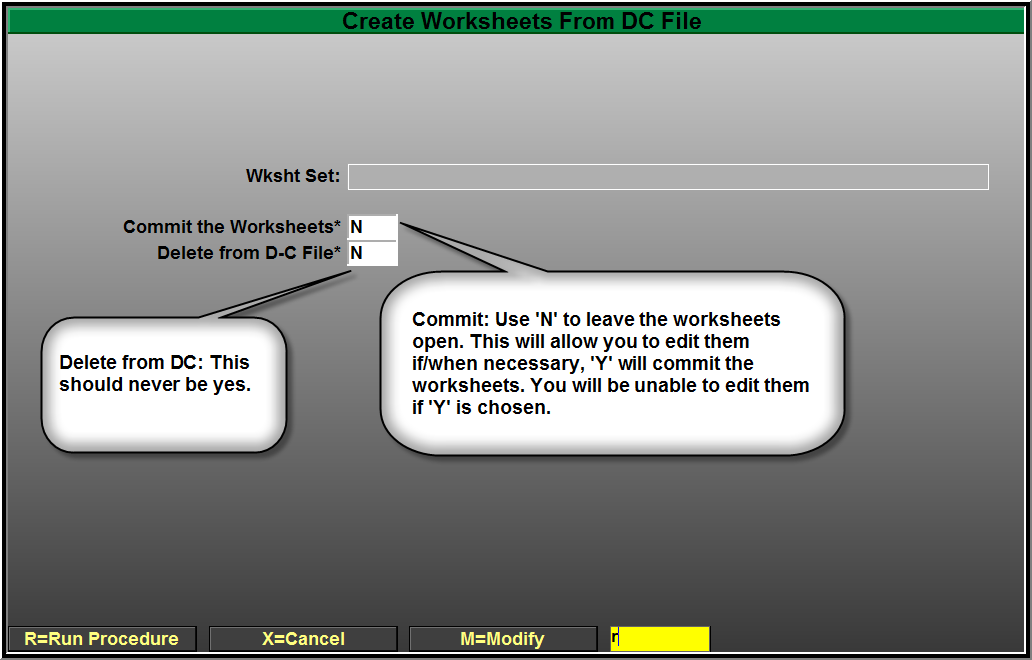 Create Worksheets From DC File
Wksht Set:
Commit the Worksheets* N
Delete from D-C File* N
Delete from DC: This
should never be yes.
Commit: Use 'N' to leave the worksheets
open. This will allow you to edit them
if/when necessary, 'Y' will commit the
worksheets. You will be unable to edit them
if 'Y' is chosen.
R=Run Procedure X=Cancel M=Modify r